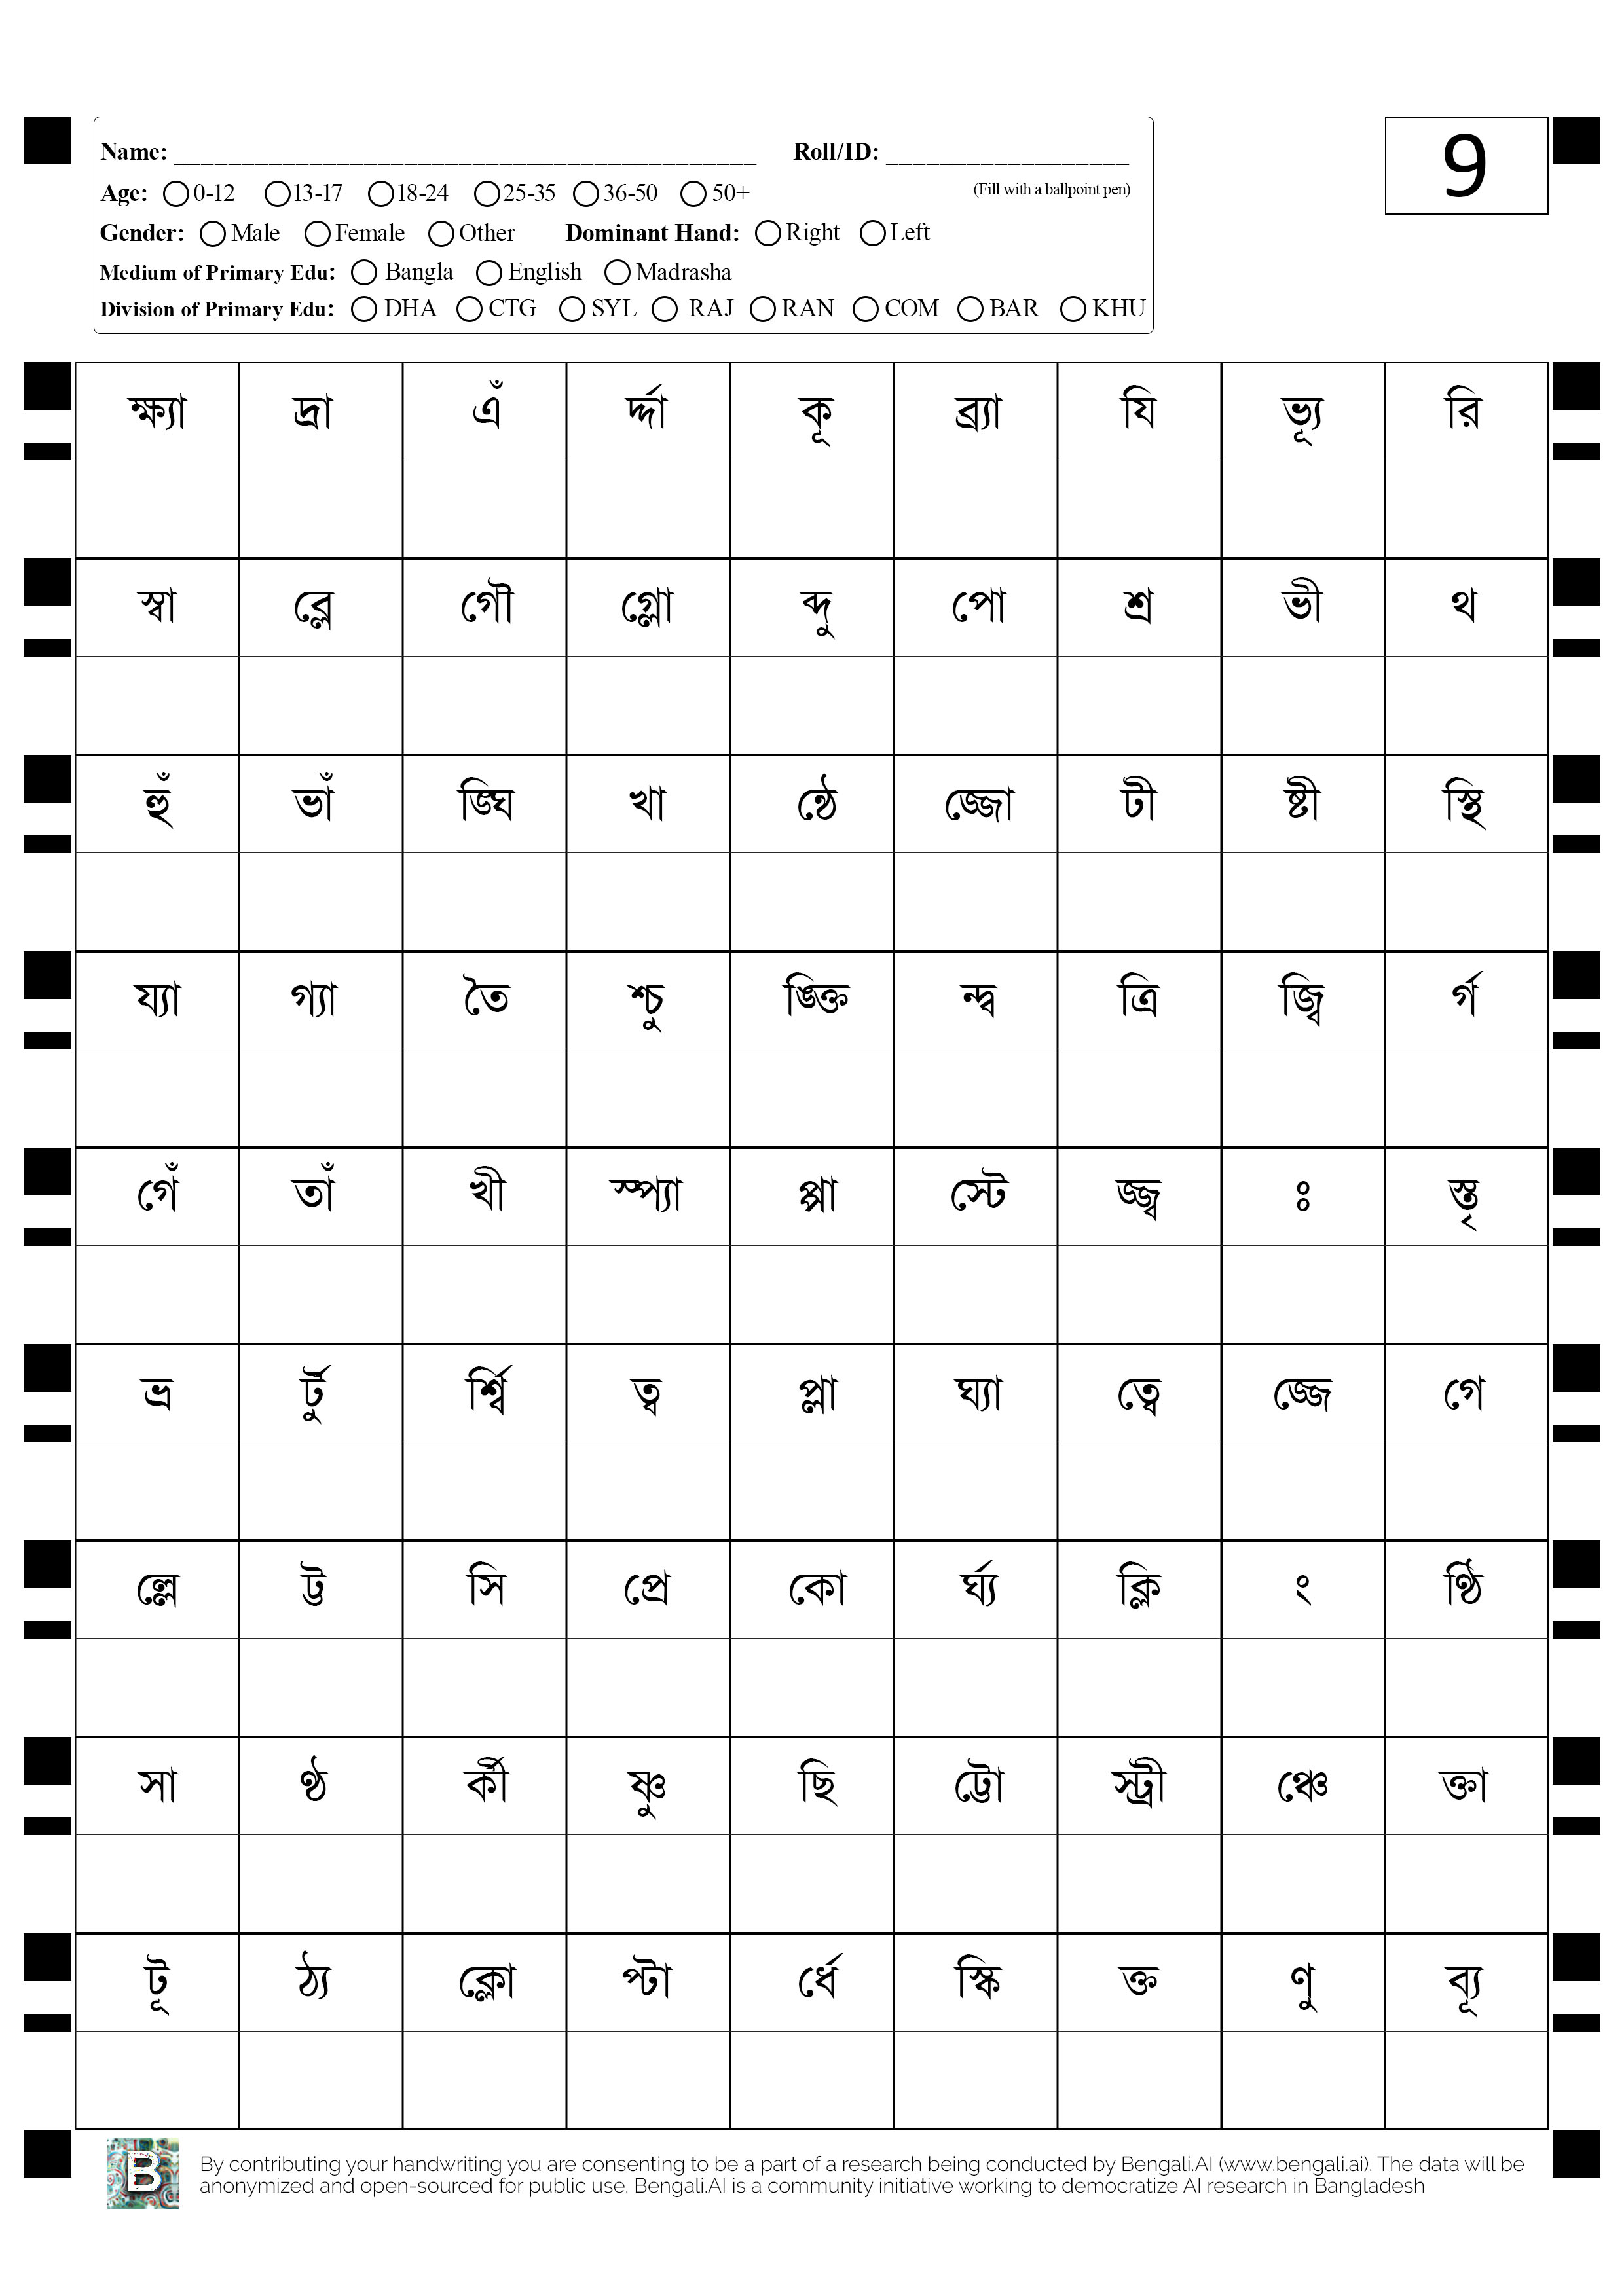 Name: ___________________________________________ Roll/ID: __________________
9
Age: 0-12 13-17 18-24 25-35 36-50 50+ (Fill with a ballpoint pen)
Gender: Male Female Other Dominant Hand: Right Left
Medium of Primary Edu: Bangla English Madrasha
Division of Primary Edu: DHA CTG SYL RAJ RAN COM BAR KHU
ক্ষ্যা দ্রা এঁ র্দ্দা কূ ব্র্যা যি ভ্যূ রি
স্বা ব্লে গৌ গ্লো ব্দু পো শ্র ভী থ
হুঁ ভাঁ ঙ্ঘি খা ন্ঠে জ্জো টী ষ্টী স্থি
য্যা গ্যা তৈ শ্চু ঙ্ক্তি ন্দ্ব ত্রি জ্বি র্গ
গেঁ তাঁ খী স্প্যা প্পা স্টে জ্জ্ব ঃ স্তৃ
ভ্র র্টু র্শ্বি ত্ব প্লা ঘ্যা ত্বে জ্জে গে
ল্লে ট্ট সি প্রে কো র্ঘ্য ক্লি ং ণ্ঠি
সা ণ্ঠ র্কী ষ্ণু ছি ট্টো স্ট্রী ঞ্চে ক্তা
টূ ঠ্য ক্লো প্টা র্ধে স্কি ক্ত ণু ব্যূ
B
By contributing your handwriting you are consenting to be a part of a research being conducted by Bengali.AI (www.bengali.ai). The data will be
anonymized and open-sourced for public use. Bengali.AI is a community initiative working to democratize AI research in Bangladesh